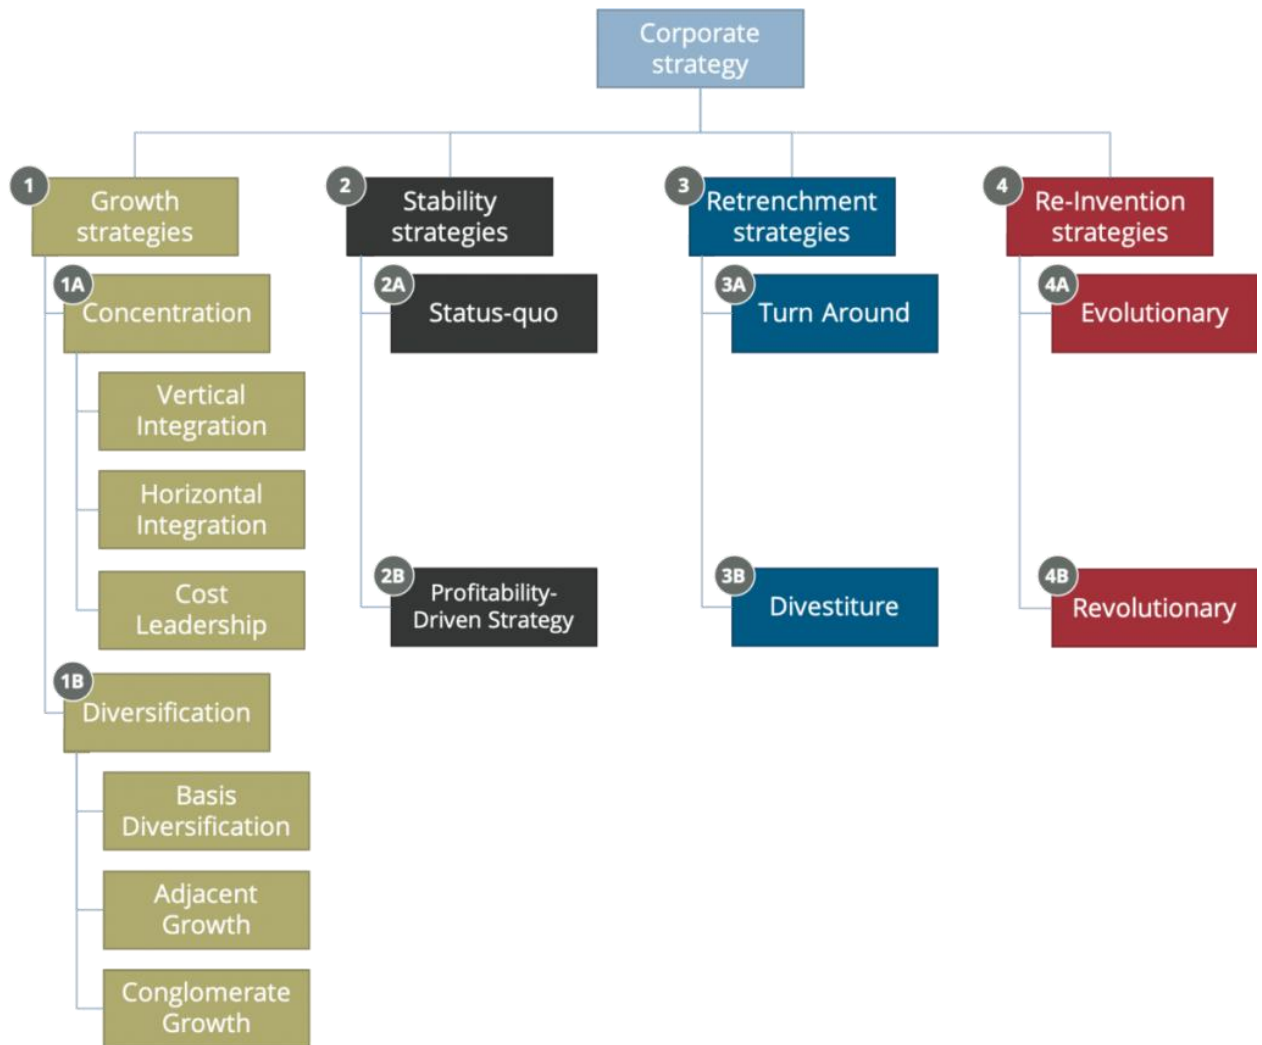 Corporate
strategy
1
Growth
strategies
1A
Concentration
Vertical
Integration
Horizontal
Integration
Cost
Leadership
1B
Diversification
Basis
Diversification
Adjacent
Growth
Conglomerate
Growth
2
Stability
strategies
2A
Status-quo
2B
Profitability-
Driven Strategy
3
Retrenchment
strategies
3A
Turn Around
3B
Divestiture
4
Re-Invention
strategies
4A
Evolutionary
4B
Revolutionary